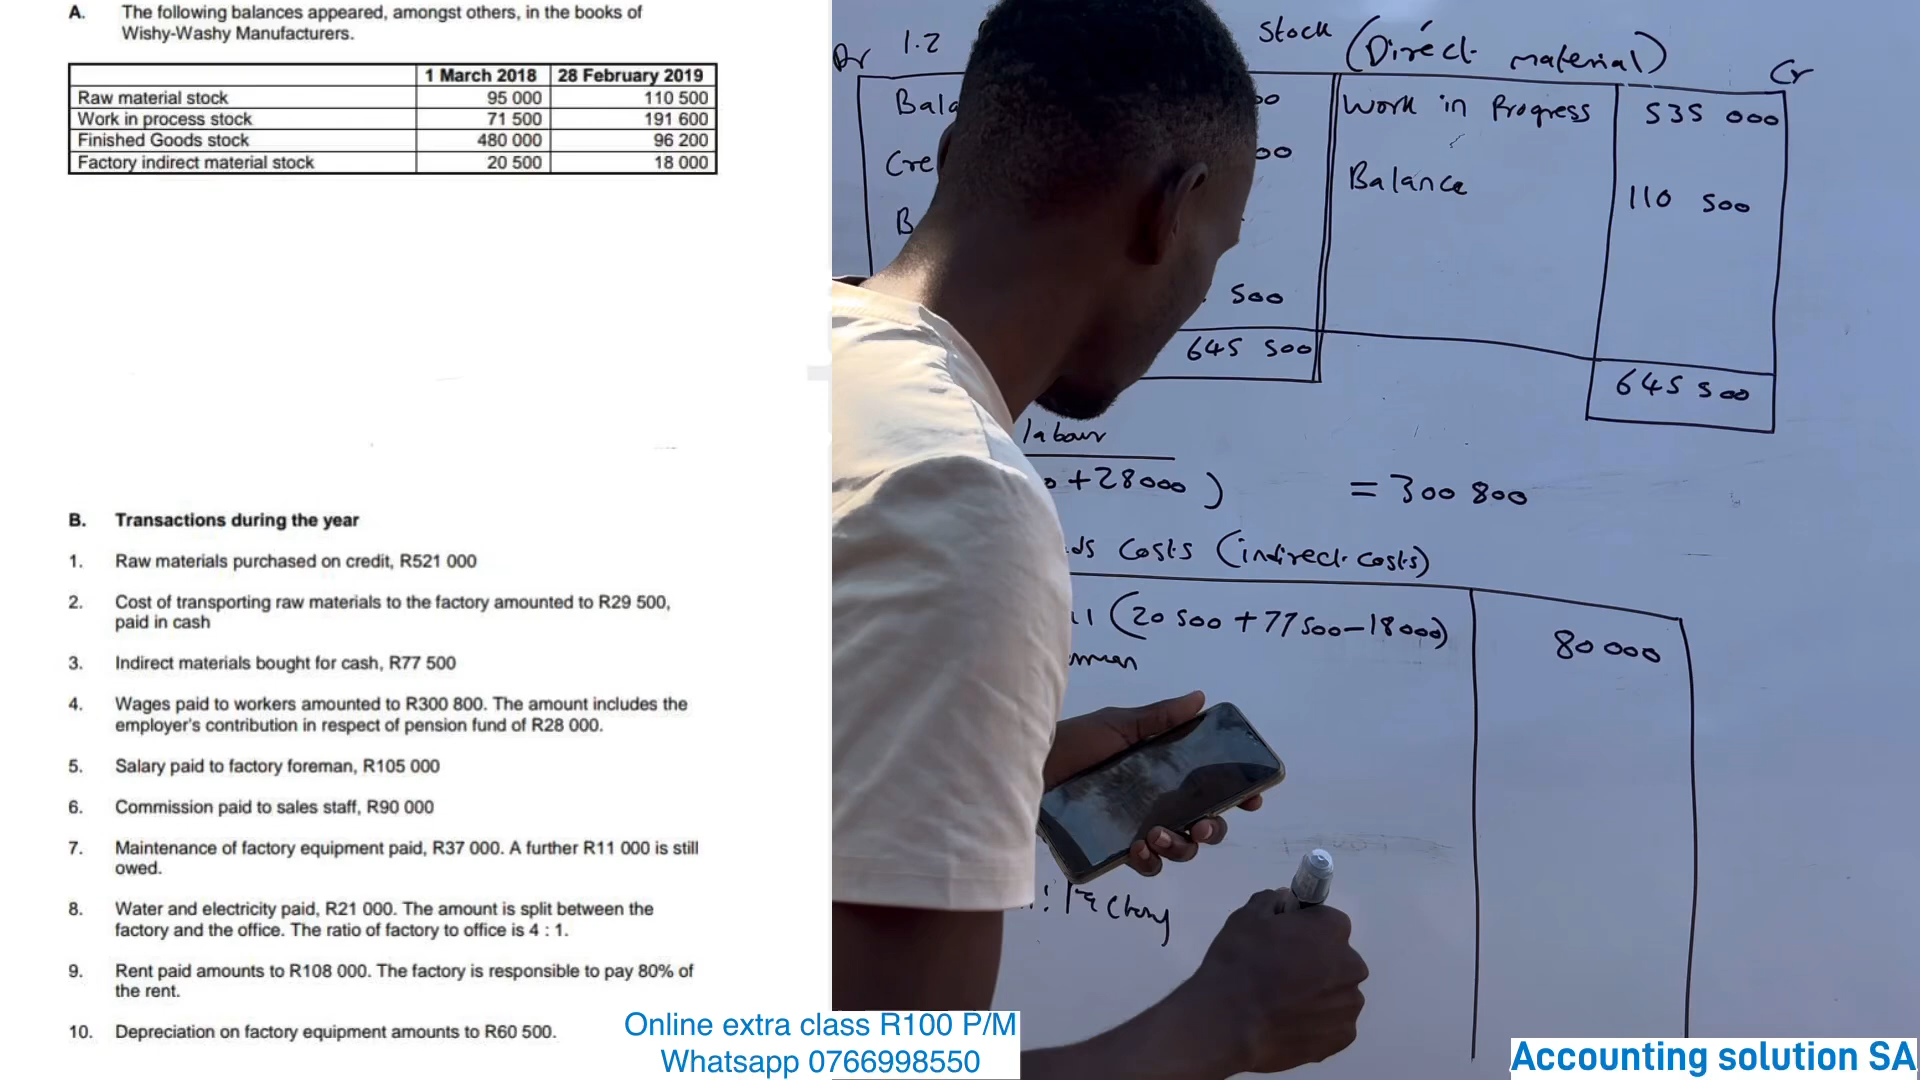 A. The following balances appeared, amongst others, in the books of
Wishy-Washy Manufacturers.
1 March 2018 28 February 2019
Raw material stock 95 000 110 500
Work in process stock 71 500 191 600
Finished Goods stock 480 000 96 200
Factory indirect material stock 20 500 18 000
B. Transactions during the year
1. Raw materials purchased on credit, R521 000
2. Cost of transporting raw materials to the factory amounted to R29 500,
paid in cash
3. Indirect materials bought for cash, R77 500
4. Wages paid to workers amounted to R300 800. The amount includes the
employer's contribution in respect of pension fund of R28 000.
5. Salary paid to factory foreman, R105 000
6. Commission paid to sales staff, R90 000
7. Maintenance of factory equipment paid, R37 000. A further R11 000 is still
owed.
8. Water and electricity paid, R21 000. The amount is split between the
factory and the office. The ratio of factory to office is 4 : 1.
9. Rent paid amounts to R108 000. The factory is responsible to pay 80% of
the rent.
10. Depreciation on factory equipment amounts to R60 500.
Dr 1.2 Stock (Direct material) Cr
Work in Progress 535 000
Balance 110 500
500
645 500
645 500
labour
+28000) = 300 800
Costs (indirect costs)
(20 500 +77 500-18 000) 80 000
Factory
Online extra class R100 P/M
Whatsapp 0766998550
Accounting solution SA